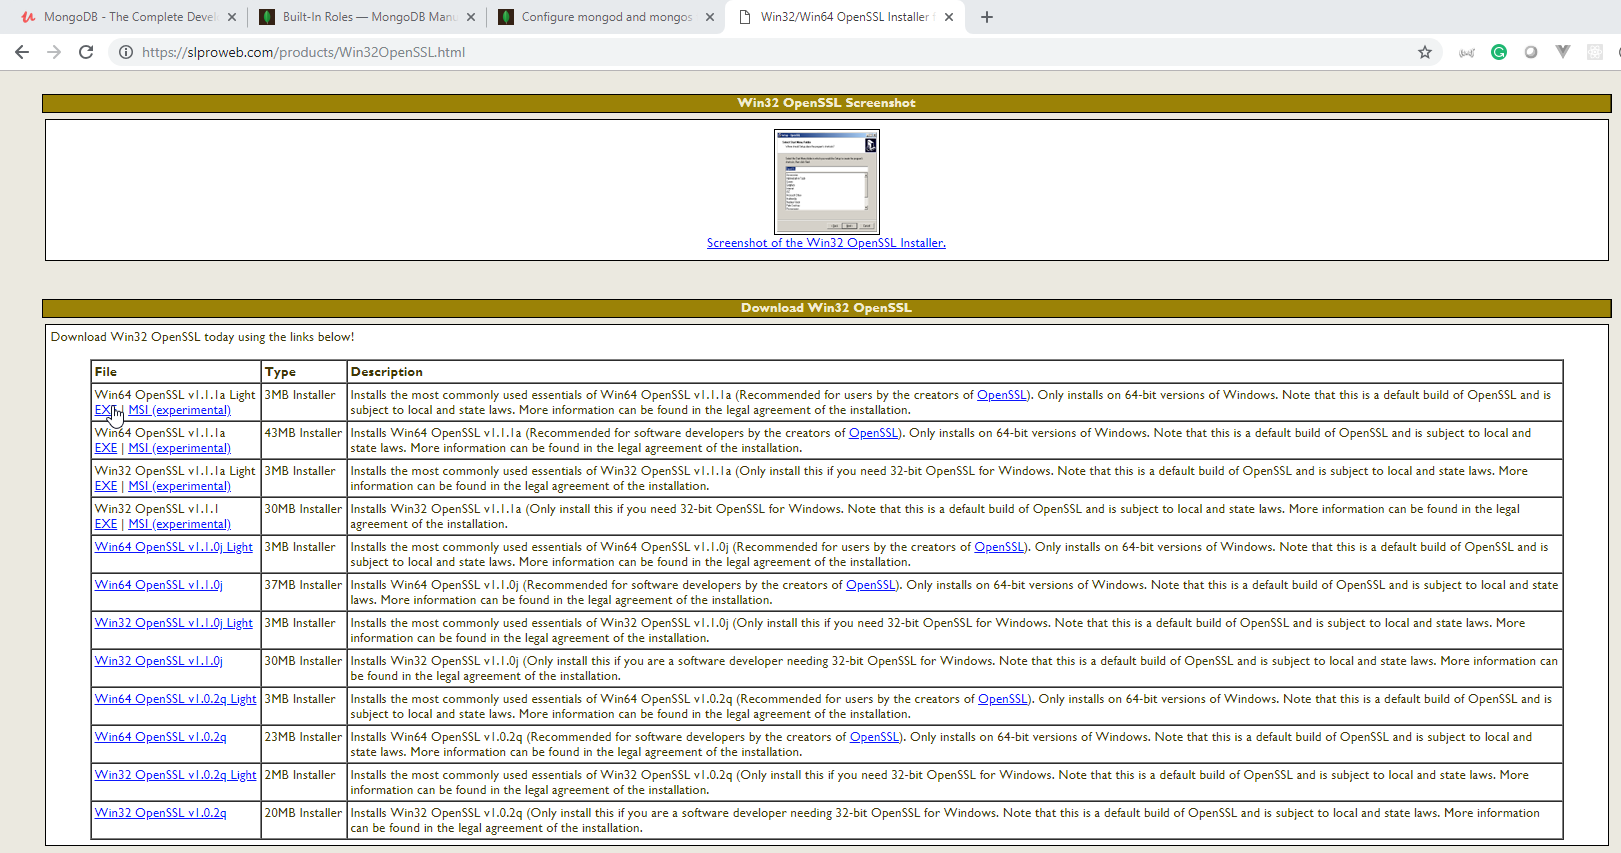 MongoDB - The Complete Devel
Built-In Roles — MongoDB Manu
Configure mongod and mongos
Win32/Win64 OpenSSL Installer f
https://slproweb.com/products/Win32OpenSSL.html
Win32 OpenSSL Screenshot
Screenshot of the Win32 OpenSSL Installer.
Download Win32 OpenSSL
Download Win32 OpenSSL today using the links below!
File Type Description
Win64 OpenSSL v1.1.1a Light 3MB Installer Installs the most commonly used essentials of Win64 OpenSSL v1.1.1a (Recommended for users by the creators of OpenSSL). Only installs on 64-bit versions of Windows. Note that this is a default build of OpenSSL and is
EXE | MSI (experimental) subject to local and state laws. More information can be found in the legal agreement of the installation.
Win64 OpenSSL v1.1.1a 43MB Installer Installs Win64 OpenSSL v1.1.1a (Recommended for software developers by the creators of OpenSSL). Only installs on 64-bit versions of Windows. Note that this is a default build of OpenSSL and is subject to local and
EXE | MSI (experimental) state laws. More information can be found in the legal agreement of the installation.
Win32 OpenSSL v1.1.1a Light 3MB Installer Installs the most commonly used essentials of Win32 OpenSSL v1.1.1a (Only install this if you need 32-bit OpenSSL for Windows. Note that this is a default build of OpenSSL and is subject to local and state laws. More
EXE | MSI (experimental) information can be found in the legal agreement of the installation.
Win32 OpenSSL v1.1.1 30MB Installer Installs Win32 OpenSSL v1.1.1a (Only install this if you need 32-bit OpenSSL for Windows. Note that this is a default build of OpenSSL and is subject to local and state laws. More information can be found in the legal
EXE | MSI (experimental) agreement of the installation.
Win64 OpenSSL v1.1.0j Light 3MB Installer Installs the most commonly used essentials of Win64 OpenSSL v1.1.0j (Recommended for users by the creators of OpenSSL). Only installs on 64-bit versions of Windows. Note that this is a default build of OpenSSL and is
subject to local and state laws. More information can be found in the legal agreement of the installation.
Win64 OpenSSL v1.1.0j 37MB Installer Installs Win64 OpenSSL v1.1.0j (Recommended for software developers by the creators of OpenSSL). Only installs on 64-bit versions of Windows. Note that this is a default build of OpenSSL and is subject to local and state
laws. More information can be found in the legal agreement of the installation.
Win32 OpenSSL v1.1.0j Light 3MB Installer Installs the most commonly used essentials of Win32 OpenSSL v1.1.0j (Only install this if you need 32-bit OpenSSL for Windows. Note that this is a default build of OpenSSL and is subject to local and state laws. More
information can be found in the legal agreement of the installation.
Win32 OpenSSL v1.1.0j 30MB Installer Installs Win32 OpenSSL v1.1.0j (Only install this if you are a software developer needing 32-bit OpenSSL for Windows. Note that this is a default build of OpenSSL and is subject to local and state laws. More information can
be found in the legal agreement of the installation.
Win64 OpenSSL v1.0.2q Light 3MB Installer Installs the most commonly used essentials of Win64 OpenSSL v1.0.2q (Recommended for users by the creators of OpenSSL). Only installs on 64-bit versions of Windows. Note that this is a default build of OpenSSL and is
subject to local and state laws. More information can be found in the legal agreement of the installation.
Win64 OpenSSL v1.0.2q 23MB Installer Installs Win64 OpenSSL v1.0.2q (Recommended for software developers by the creators of OpenSSL). Only installs on 64-bit versions of Windows. Note that this is a default build of OpenSSL and is subject to local and
state laws. More information can be found in the legal agreement of the installation.
Win32 OpenSSL v1.0.2q Light 2MB Installer Installs the most commonly used essentials of Win32 OpenSSL v1.0.2q (Only install this if you need 32-bit OpenSSL for Windows. Note that this is a default build of OpenSSL and is subject to local and state laws. More
information can be found in the legal agreement of the installation.
Win32 OpenSSL v1.0.2q 20MB Installer Installs Win32 OpenSSL v1.0.2q (Only install this if you are a software developer needing 32-bit OpenSSL for Windows. Note that this is a default build of OpenSSL and is subject to local and state laws. More information
can be found in the legal agreement of the installation.